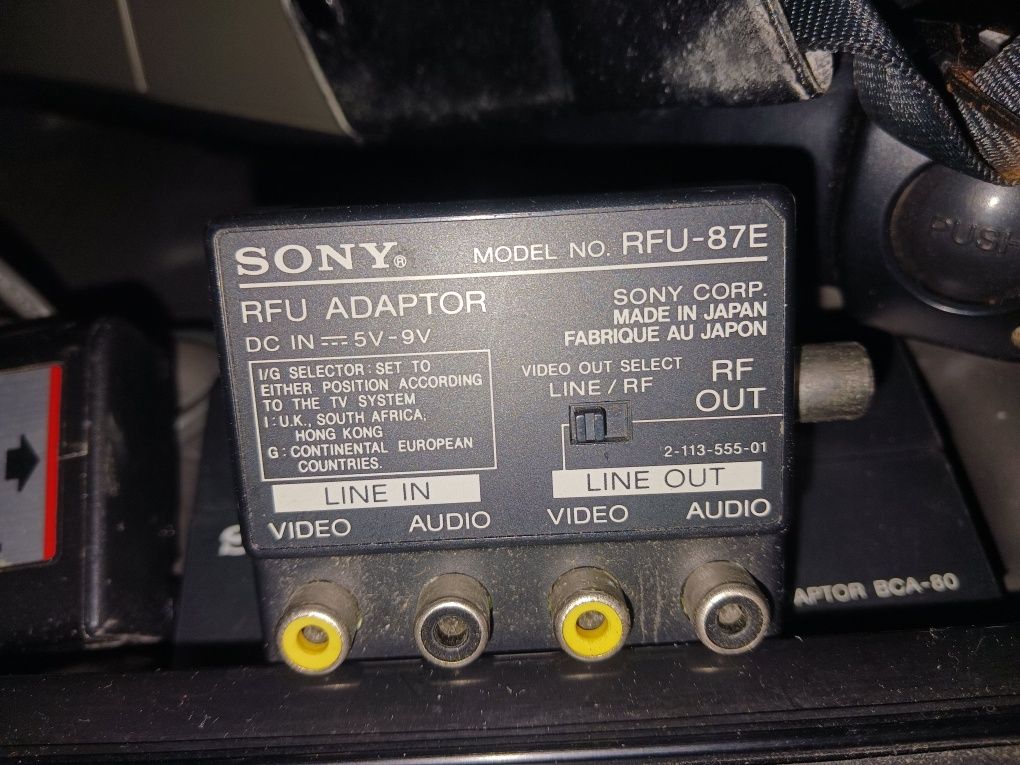 SONY®
MODEL NO. RFU-87E
RFU ADAPTOR
DC IN ⎓ 5V-9V
I/G SELECTOR: SET TO
EITHER POSITION ACCORDING
TO THE TV SYSTEM
I: U.K., SOUTH AFRICA,
HONG KONG
G: CONTINENTAL EUROPEAN
COUNTRIES.
SONY CORP.
MADE IN JAPAN
FABRIQUE AU JAPON
VIDEO OUT SELECT
LINE / RF
RF
OUT
2-113-555-01
LINE IN
VIDEO AUDIO
LINE OUT
VIDEO AUDIO
PUSH
APTOR BCA-80